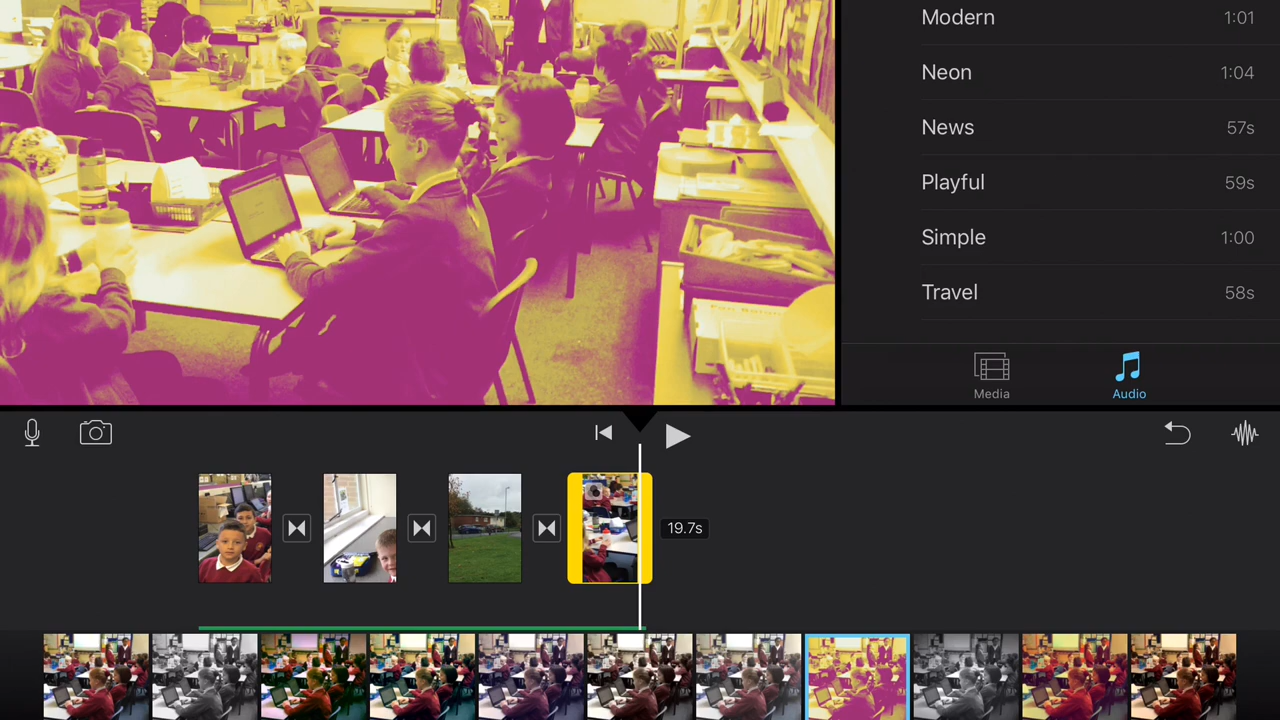 Modern 1:01
Neon 1:04
News 57s
Playful 59s
Simple 1:00
Travel 58s
Media Audio
19.7s